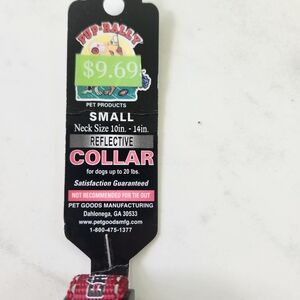 PUP-RALLY
$9.69
PET PRODUCTS
SMALL
Neck Size 10in. - 14in.
REFLECTIVE
COLLAR
for dogs up to 20 lbs.
Satisfaction Guaranteed
NOT RECOMMENDED FOR TIE OUT
PET GOODS MANUFACTURING
Dahlonega, GA 30533
www.petgoodsmfg.com
1-800-475-1377